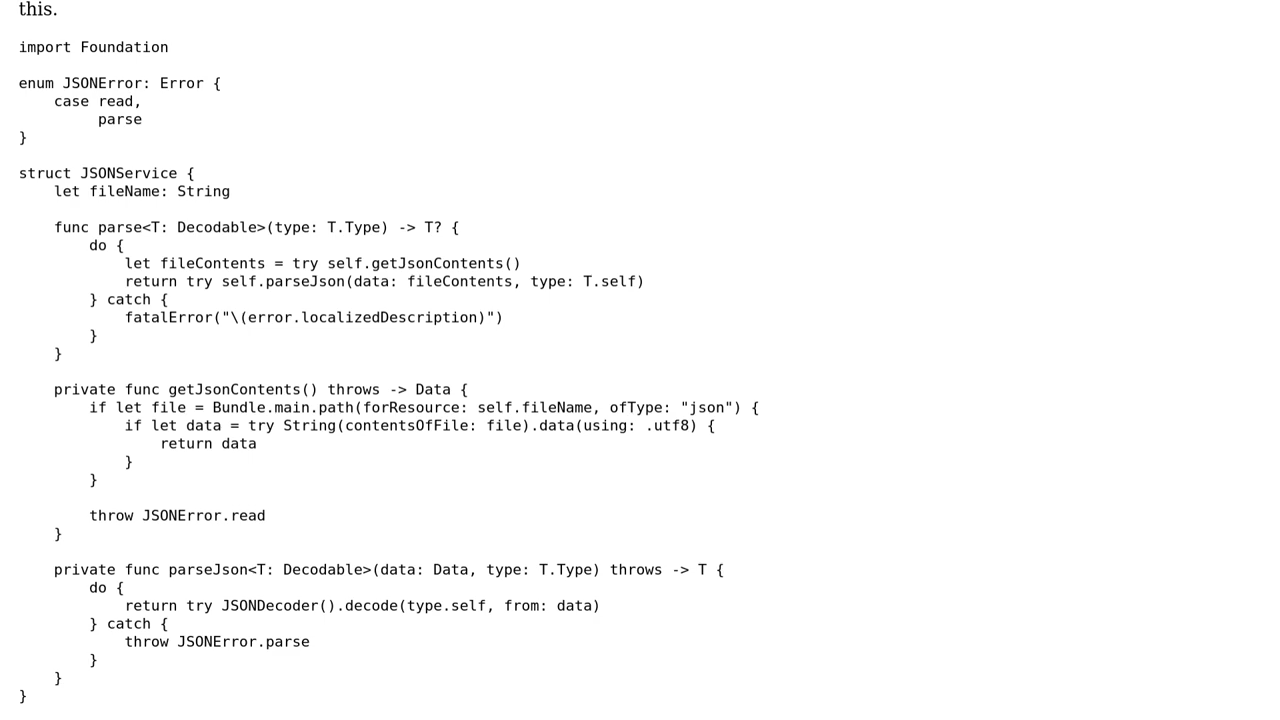 this.
import Foundation
enum JSONError: Error {
    case read,
         parse
}
struct JSONService {
    let fileName: String
    func parse<T: Decodable>(type: T.Type) -> T? {
        do {
            let fileContents = try self.getJsonContents()
            return try self.parseJson(data: fileContents, type: T.self)
        } catch {
            fatalError("\(error.localizedDescription)")
        }
    }
    private func getJsonContents() throws -> Data {
        if let file = Bundle.main.path(forResource: self.fileName, ofType: "json") {
            if let data = try String(contentsOfFile: file).data(using: .utf8) {
                return data
            }
        }
        throw JSONError.read
    }
    private func parseJson<T: Decodable>(data: Data, type: T.Type) throws -> T {
        do {
            return try JSONDecoder().decode(type.self, from: data)
        } catch {
            throw JSONError.parse
        }
    }
}